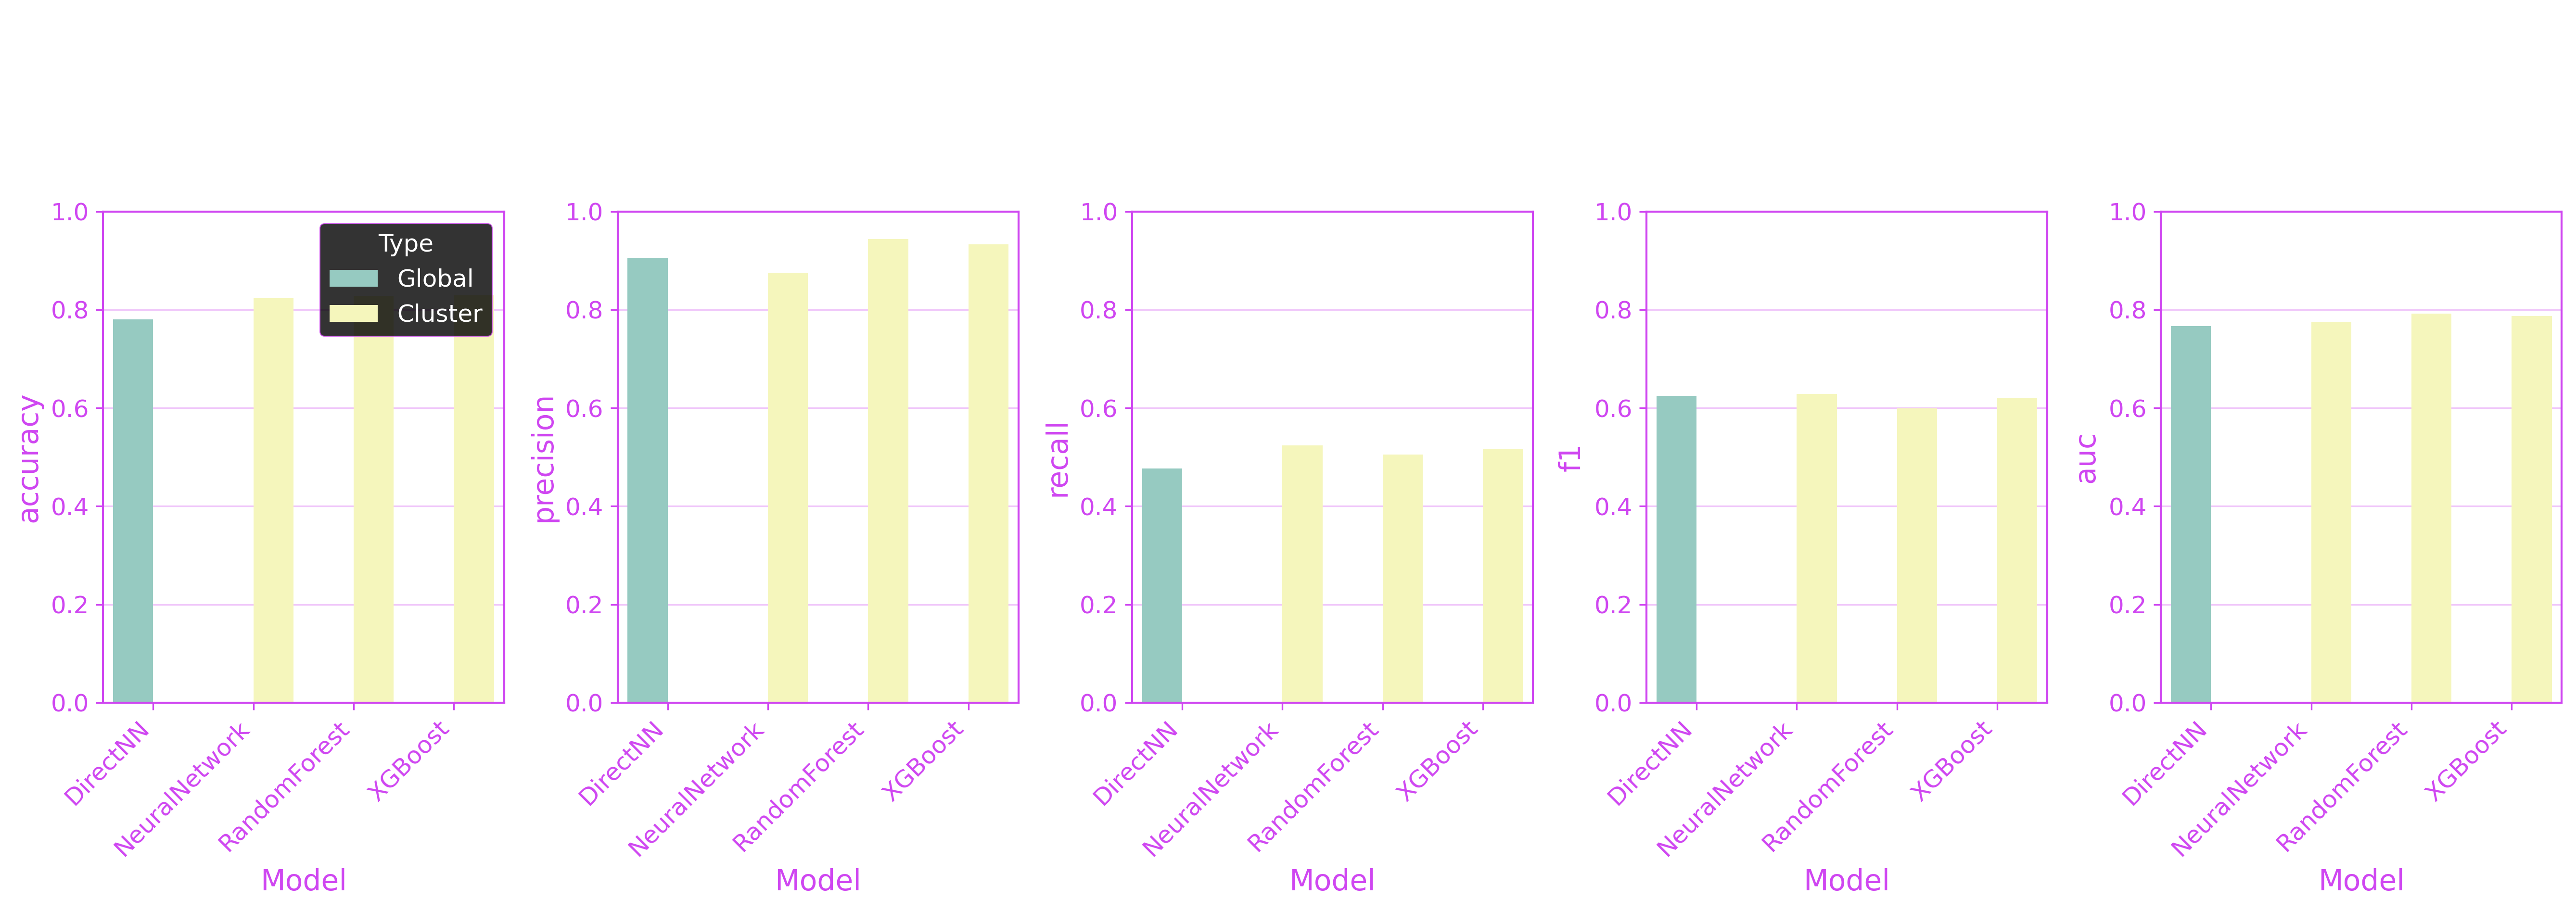 1.0
0.8
0.6
0.4
0.2
0.0
accuracy
Type
Global
Cluster
DirectNN
NeuralNetwork
RandomForest
XGBoost
Model
1.0
0.8
0.6
0.4
0.2
0.0
precision
DirectNN
NeuralNetwork
RandomForest
XGBoost
Model
1.0
0.8
0.6
0.4
0.2
0.0
recall
DirectNN
NeuralNetwork
RandomForest
XGBoost
Model
1.0
0.8
0.6
0.4
0.2
0.0
f1
DirectNN
NeuralNetwork
RandomForest
XGBoost
Model
1.0
0.8
0.6
0.4
0.2
0.0
auc
DirectNN
NeuralNetwork
RandomForest
XGBoost
Model